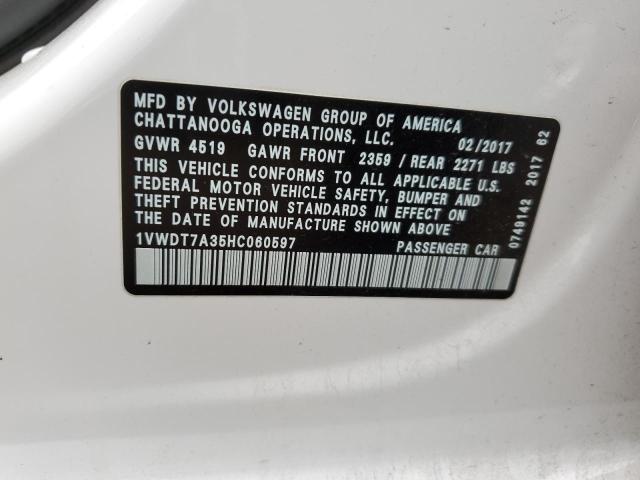 MFD BY VOLKSWAGEN GROUP OF AMERICA
CHATTANOOGA OPERATIONS, LLC. 02/2017
GVWR 4519 GAWR FRONT 2359 / REAR 2271 LBS
THIS VEHICLE CONFORMS TO ALL APPLICABLE U.S.
FEDERAL MOTOR VEHICLE SAFETY, BUMPER AND
THEFT PREVENTION STANDARDS IN EFFECT ON
THE DATE OF MANUFACTURE SHOWN ABOVE
1VWDT7A35HC060597 PASSENGER CAR
0749142 2017 62